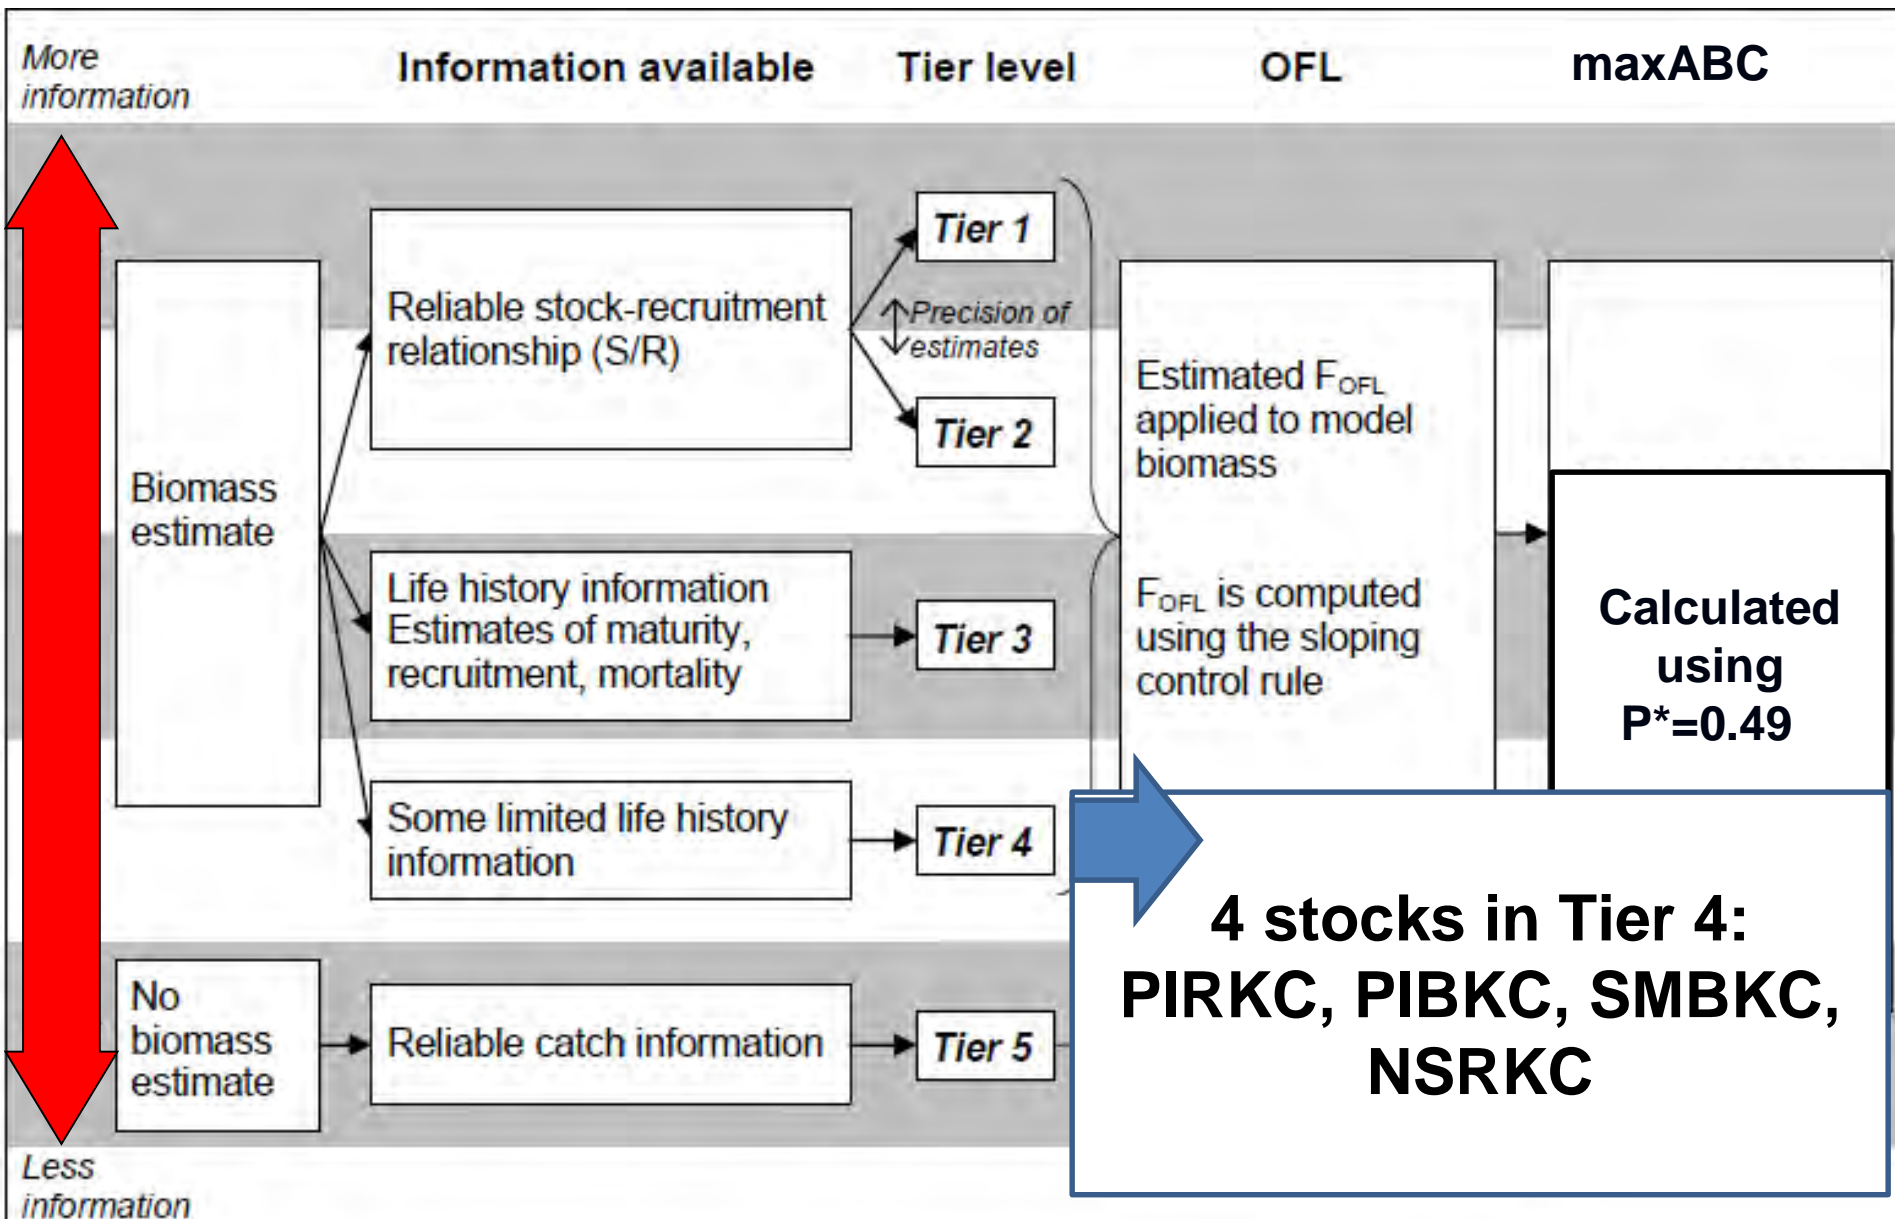 More
information
Information available
Tier level
OFL
maxABC
Biomass
estimate
Reliable stock-recruitment
relationship (S/R)
Tier 1
Precision of
estimates
Tier 2
Life history information
Estimates of maturity,
recruitment, mortality
Tier 3
Some limited life history
information
Tier 4
Estimated FOFL
applied to model
biomass
FOFL is computed
using the sloping
control rule
Calculated
using
P*=0.49
4 stocks in Tier 4:
PIRKC, PIBKC, SMBKC,
NSRKC
No
biomass
estimate
Reliable catch information
Tier 5
Less
information